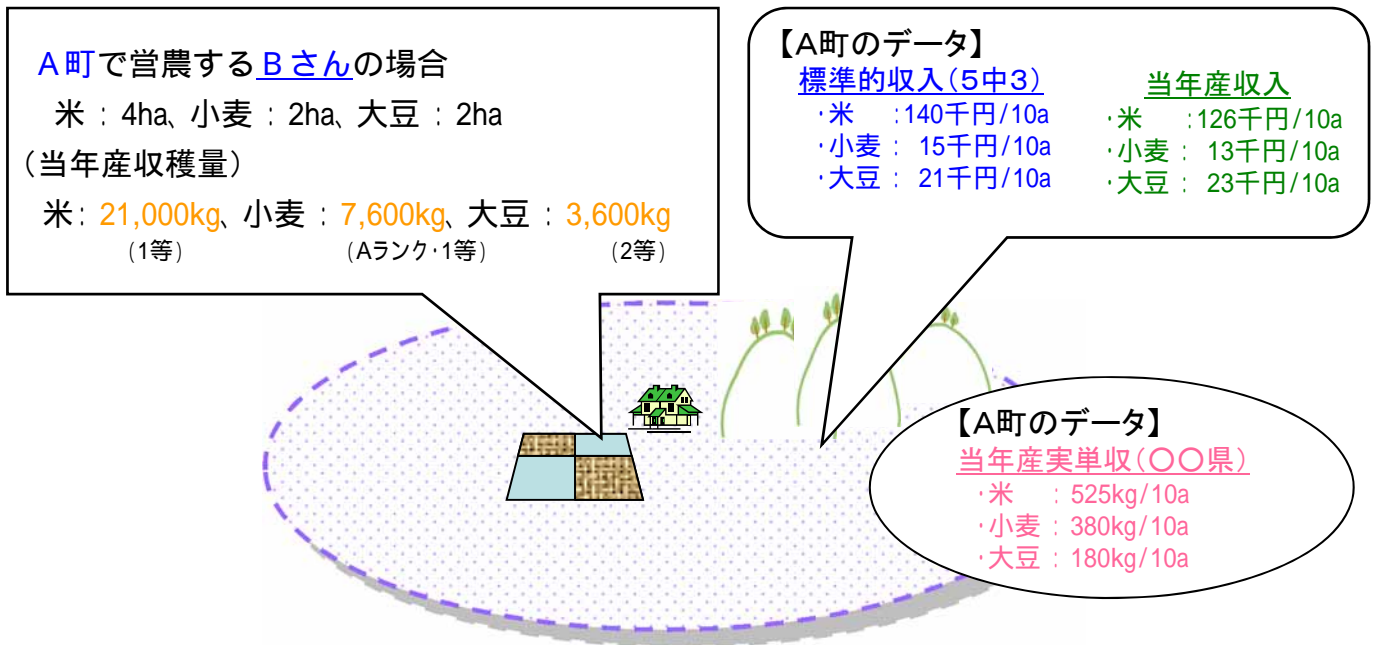 A町で営農するBさんの場合
米：4ha、小麦：2ha、大豆：2ha
（当年産収穫量）
米：21,000kg、小麦：7,600kg、大豆：3,600kg
（1等） （Aランク・1等） （2等）
【A町のデータ】
標準的収入（5中3）
・米 ：140千円/10a
・小麦： 15千円/10a
・大豆： 21千円/10a
当年産収入
・米 ：126千円/10a
・小麦： 13千円/10a
・大豆： 23千円/10a
【A町のデータ】
当年産実単収（〇〇県）
・米 ：525kg/10a
・小麦：380kg/10a
・大豆：180kg/10a